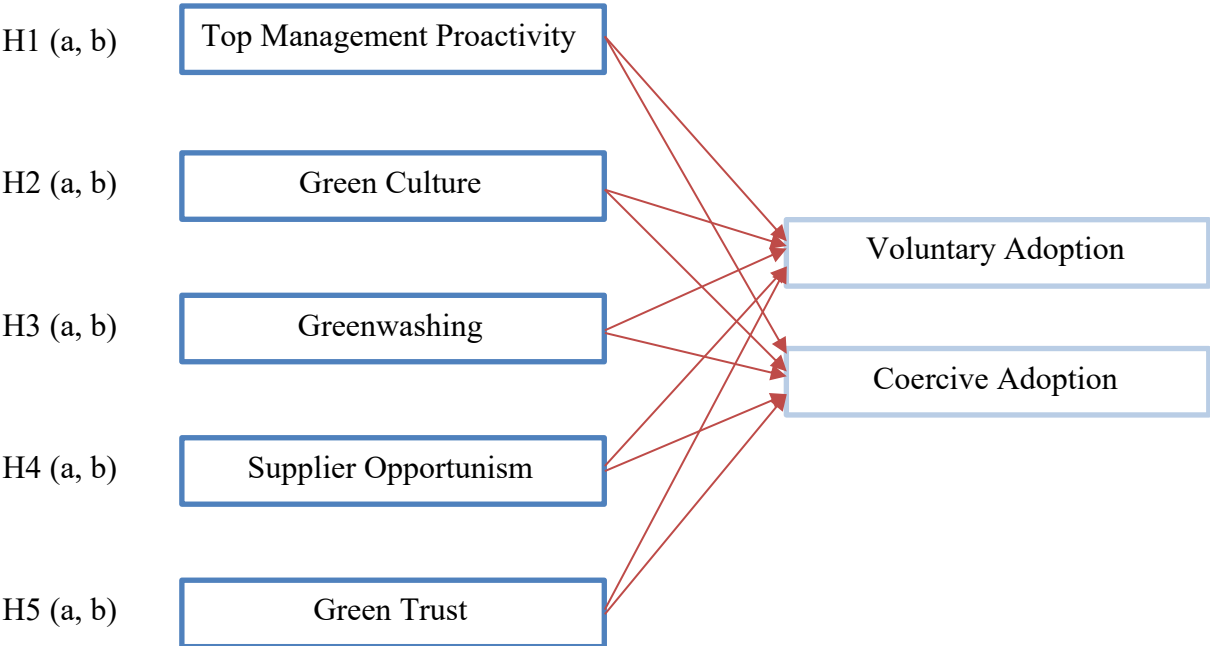 H1 (a, b)
Top Management Proactivity
H2 (a, b)
Green Culture
Voluntary Adoption
H3 (a, b)
Greenwashing
Coercive Adoption
H4 (a, b)
Supplier Opportunism
H5 (a, b)
Green Trust